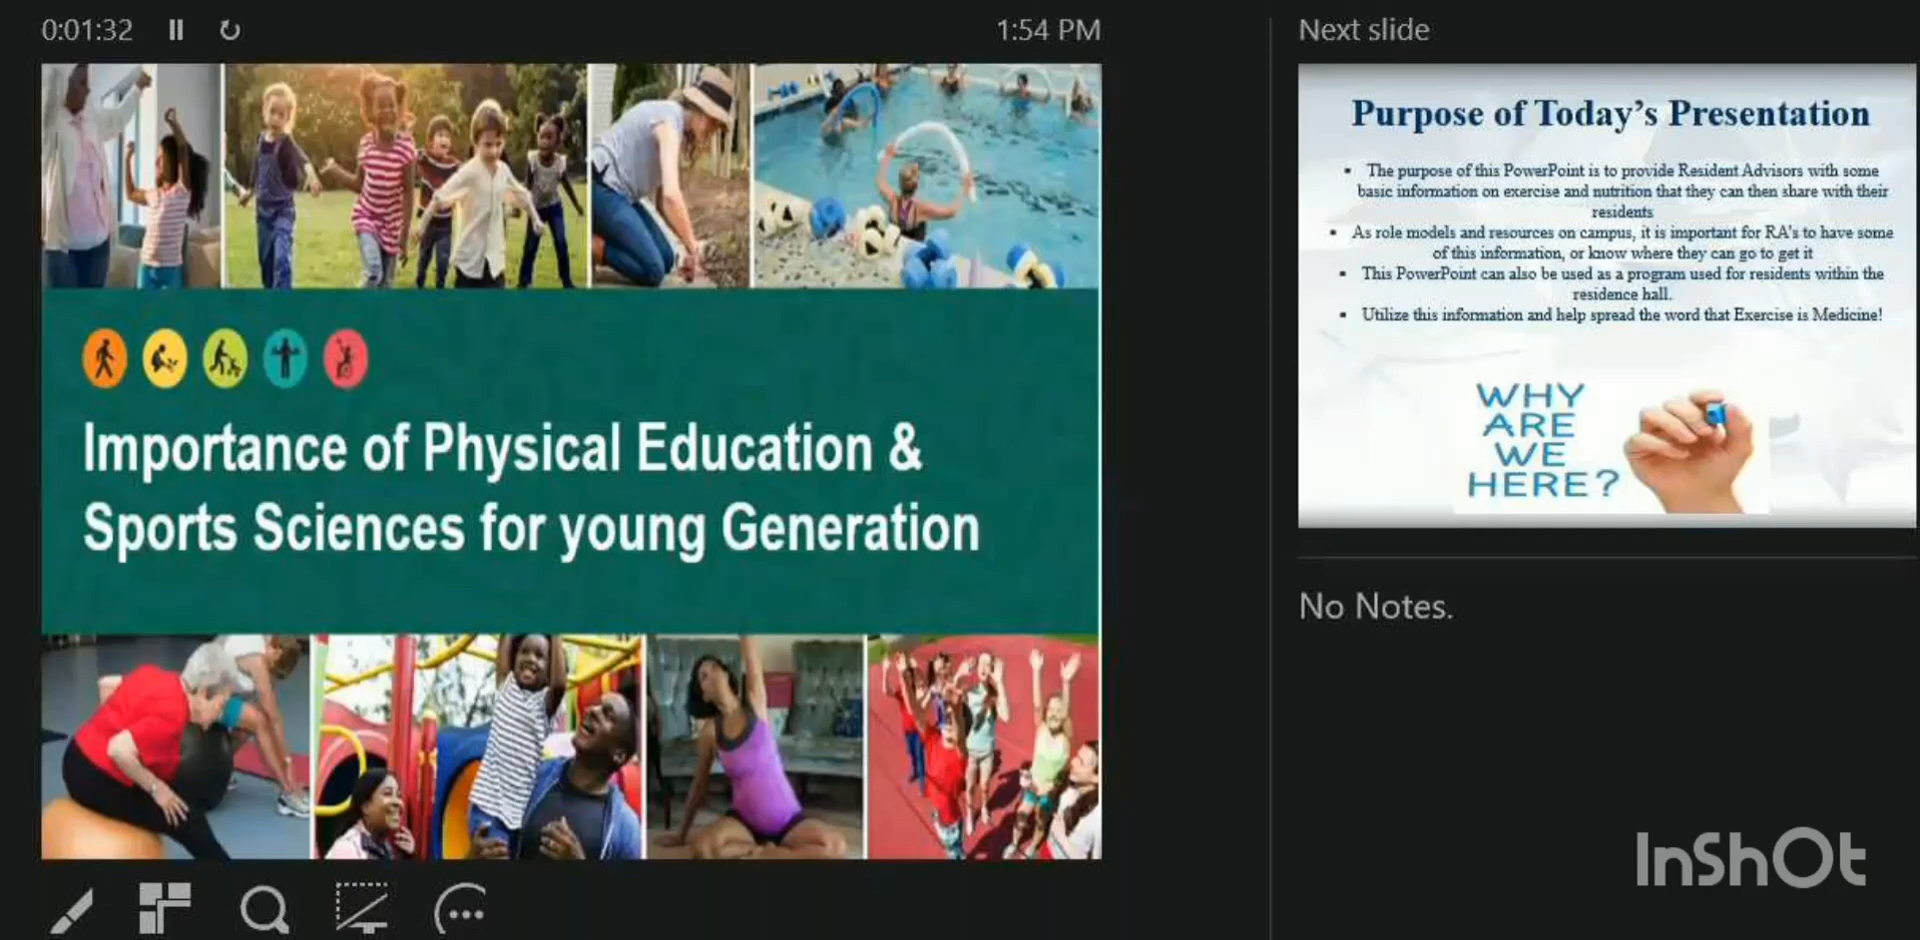 0:01:32
1:54 PM
Importance of Physical Education &
Sports Sciences for young Generation
Next slide
Purpose of Today's Presentation
▪ The purpose of this PowerPoint is to provide Resident Advisors with some
basic information on exercise and nutrition that they can then share with their
residents
▪ As role models and resources on campus, it is important for RA's to have some
of this information, or know where they can go to get it
▪ This PowerPoint can also be used as a program used for residents within the
residence hall.
▪ Utilize this information and help spread the word that Exercise is Medicine!
WHY
ARE
WE
HERE?
No Notes.
InShOt